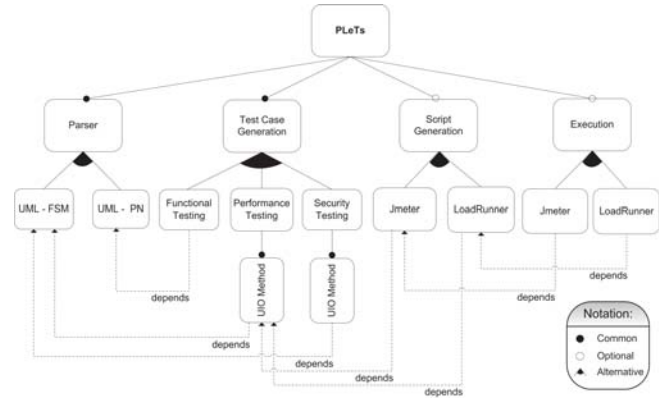 PLeTs
Parser
Test Case
Generation
Script
Generation
Execution
UML - FSM
UML - PN
Functional
Testing
Performance
Testing
Security
Testing
Jmeter
LoadRunner
Jmeter
LoadRunner
UIO Method
UIO Method
depends
depends
depends
depends
depends
depends
depends
Notation:
Common
Optional
Alternative